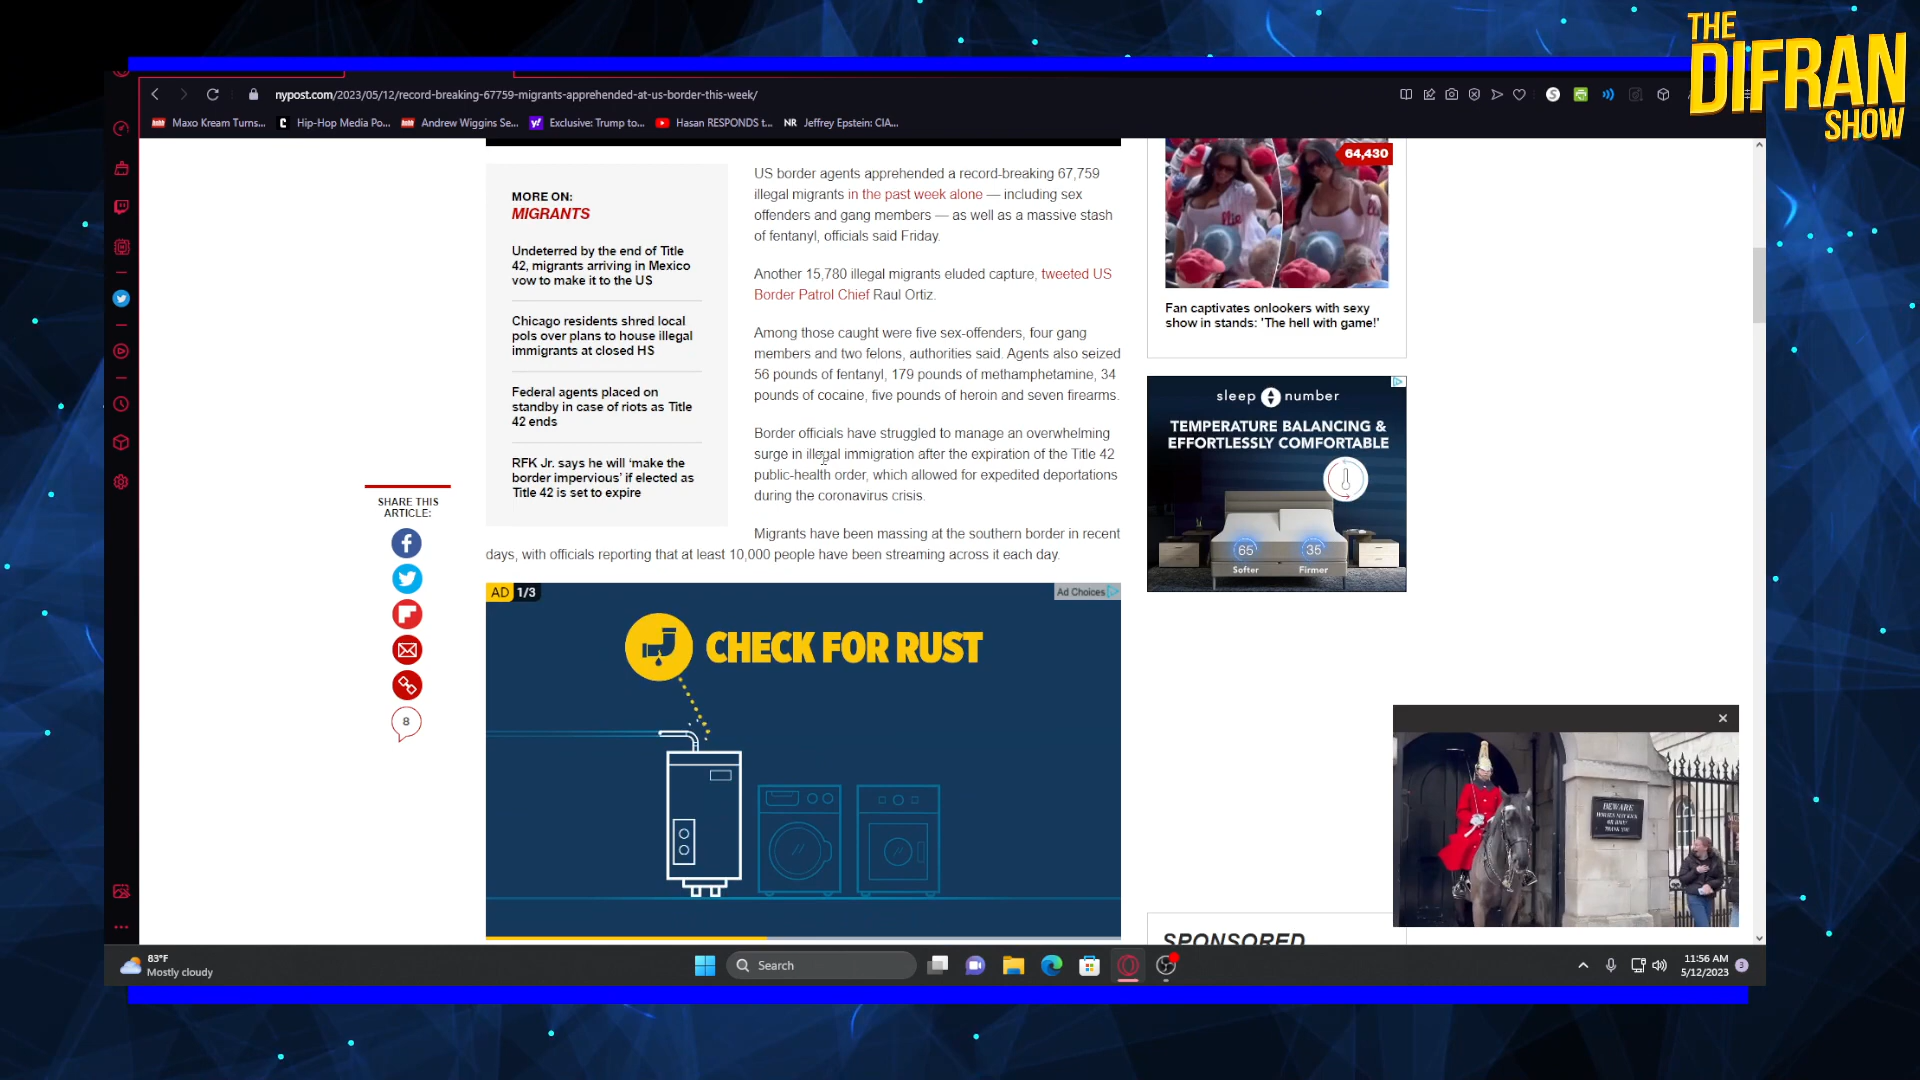 THE
DIFRAN
SHOW
nypost.com/2023/05/12/record-breaking-67759-migrants-apprehended-at-us-border-this-week/
Maxo Kream Turns...
Hip-Hop Media Po...
Andrew Wiggins Se...
Exclusive: Trump to...
Hasan RESPONDS t...
NR Jeffrey Epstein: CIA...
MORE ON:
MIGRANTS
Undeterred by the end of Title
42, migrants arriving in Mexico
vow to make it to the US
Chicago residents shred local
pols over plans to house illegal
immigrants at closed HS
Federal agents placed on
standby in case of riots as Title
42 ends
RFK Jr. says he will ‘make the
border impervious’ if elected as
Title 42 is set to expire
SHARE THIS
ARTICLE:
8
US border agents apprehended a record-breaking 67,759
illegal migrants in the past week alone — including sex
offenders and gang members — as well as a massive stash
of fentanyl, officials said Friday.
Another 15,780 illegal migrants eluded capture, tweeted US
Border Patrol Chief Raul Ortiz.
Among those caught were five sex-offenders, four gang
members and two felons, authorities said. Agents also seized
56 pounds of fentanyl, 179 pounds of methamphetamine, 34
pounds of cocaine, five pounds of heroin and seven firearms.
Border officials have struggled to manage an overwhelming
surge in illegal immigration after the expiration of the Title 42
public-health order, which allowed for expedited deportations
during the coronavirus crisis.
Migrants have been massing at the southern border in recent
days, with officials reporting that at least 10,000 people have been streaming across it each day.
AD 1/3
Ad Choices
CHECK FOR RUST
64,430
Fan captivates onlookers with sexy
show in stands: 'The hell with game!'
sleep number
TEMPERATURE BALANCING &
EFFORTLESSLY COMFORTABLE
65
Softer
35
Firmer
BEWARE
HORSES MAY KICK
OR BITE!
THANK YOU
SPONSORED
83°F
Mostly cloudy
Search
11:56 AM
5/12/2023
3